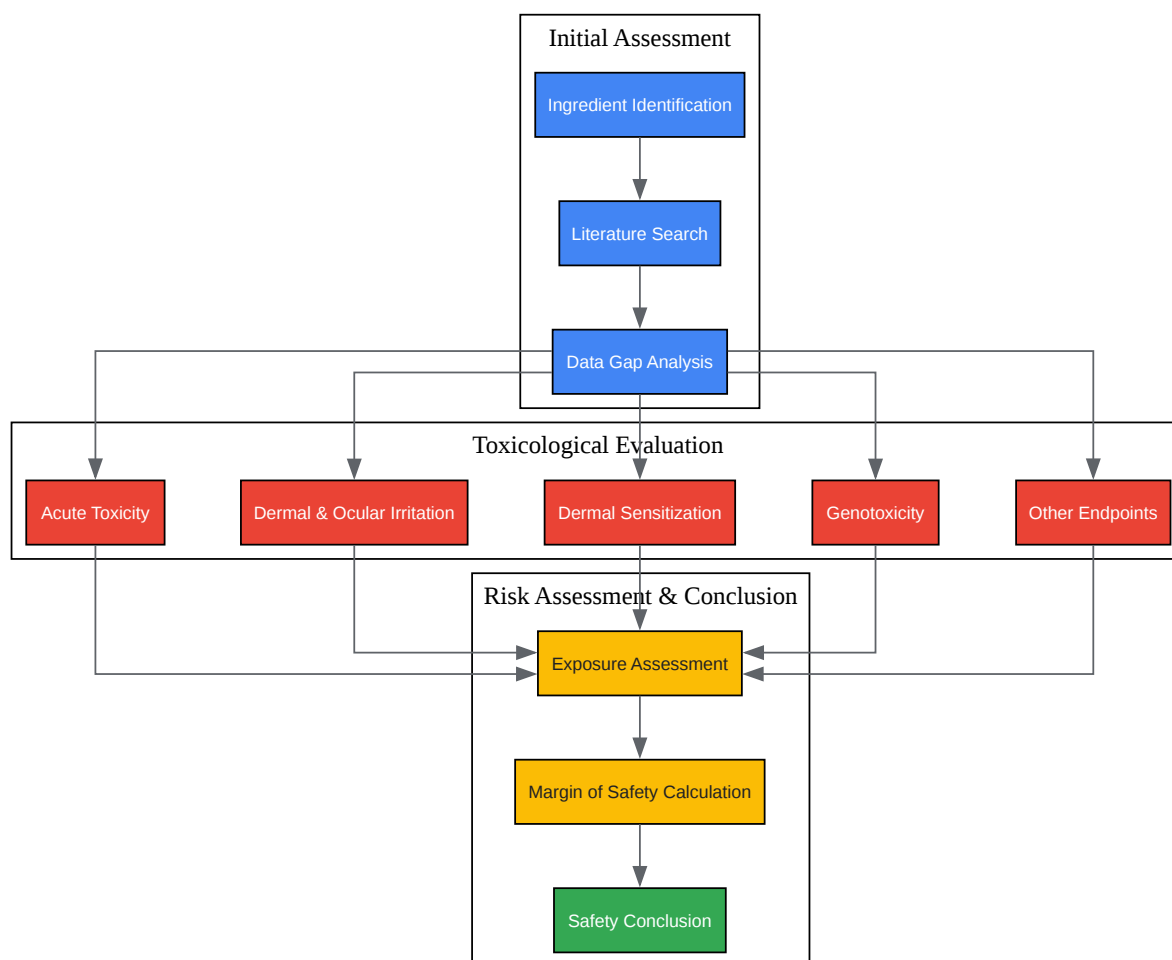 Initial Assessment
Ingredient Identification
Literature Search
Data Gap Analysis
Toxicological Evaluation
Acute Toxicity
Dermal & Ocular Irritation
Dermal Sensitization
Genotoxicity
Other Endpoints
Risk Assessment & Conclusion
Exposure Assessment
Margin of Safety Calculation
Safety Conclusion